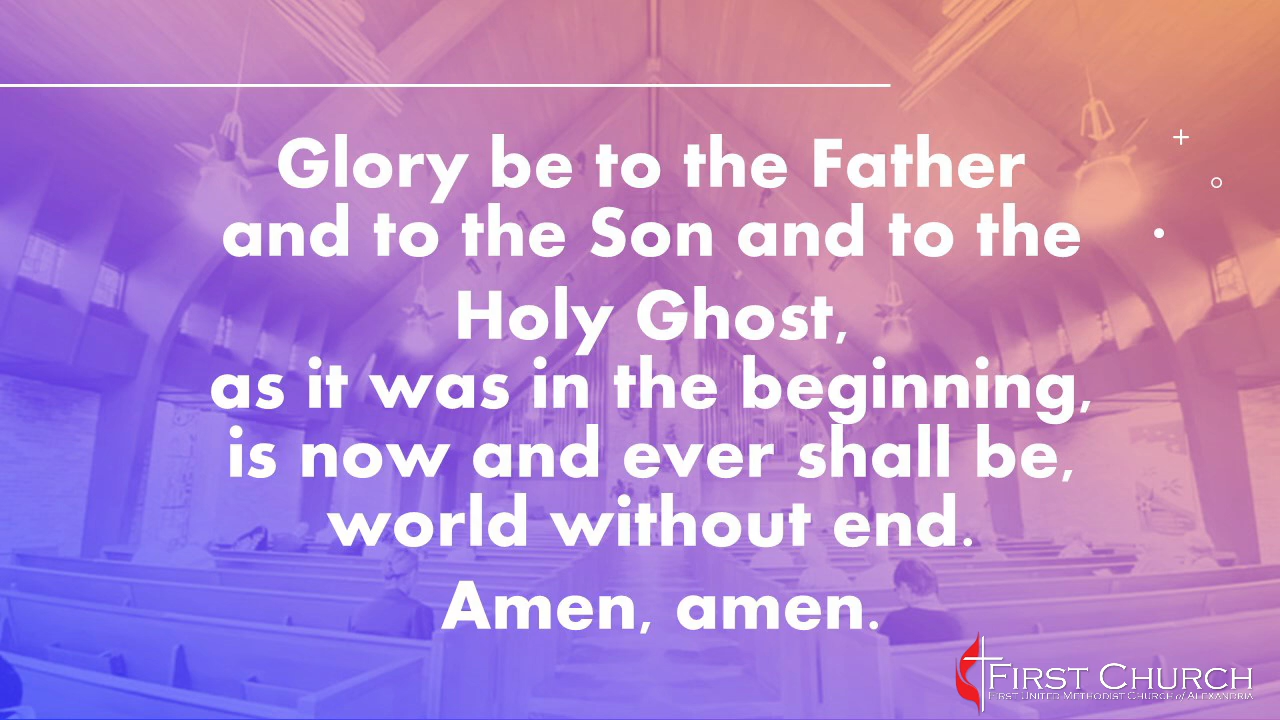 Glory be to the Father
and to the Son and to the
Holy Ghost,
as it was in the beginning,
is now and ever shall be,
world without end.
Amen, amen.
First Church
First United Methodist Church of Alexandria